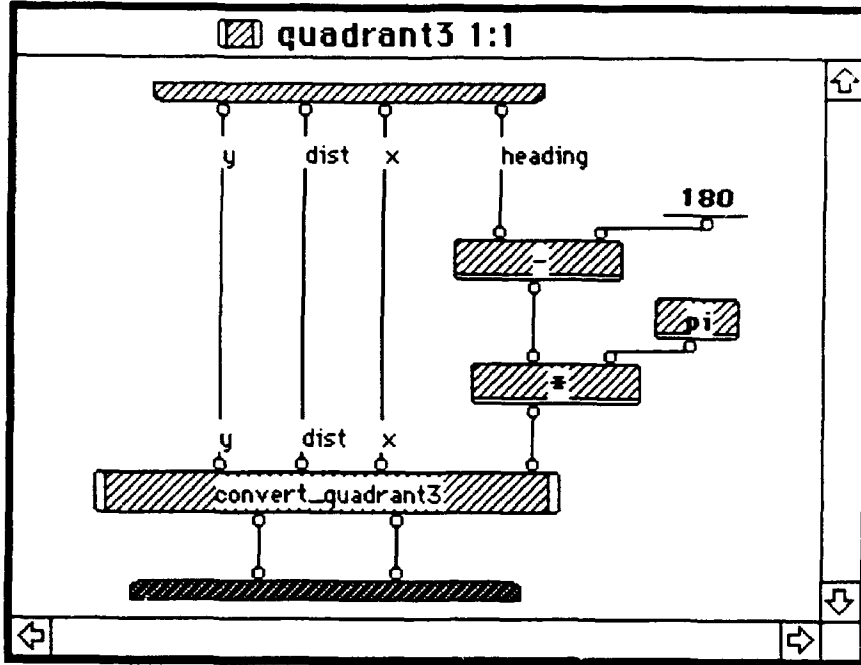 quadrant3 1:1
y dist x heading
180
-
pi
*
y dist x
convert_quadrant3